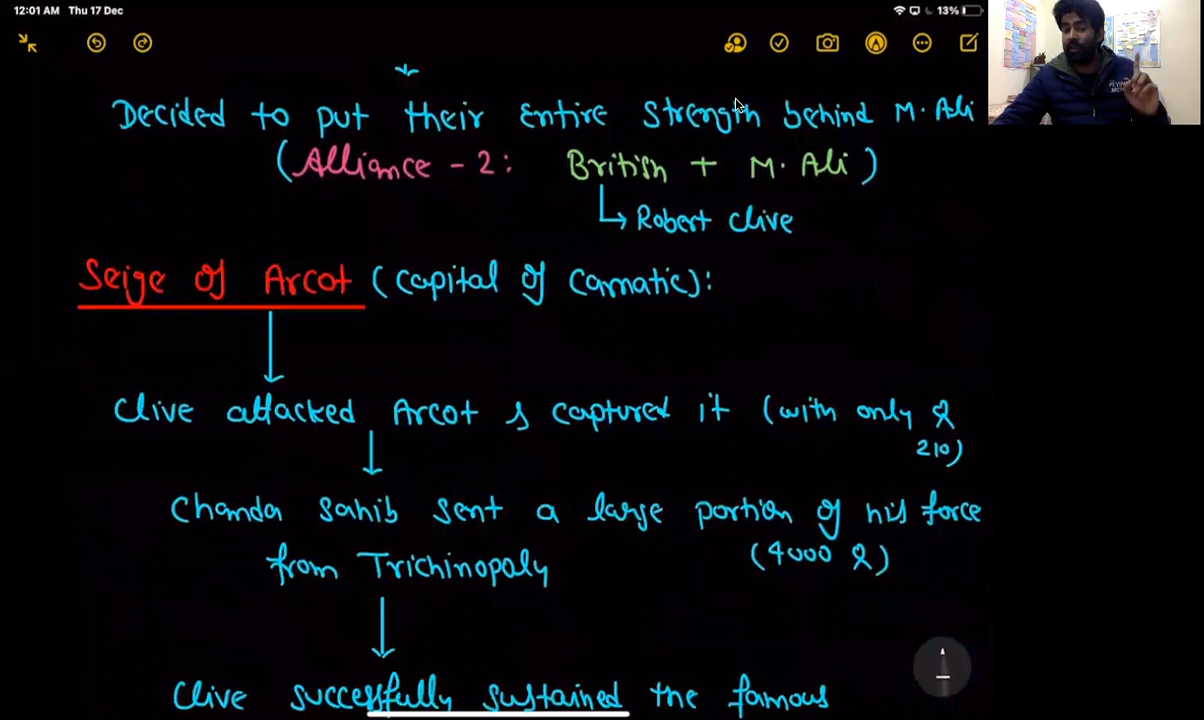 12:01 AM Thu 17 Dec
13%
Decided to put their entire strength behind M. Ali
(Alliance - 2: British + M. Ali)
Robert Clive
Seige of Arcot (Capital of Carnatic):
Clive attacked Arcot & captured it (with only
210)
Chanda Sahib sent a large portion of his force
from Trichinopoly (4000
Clive successfully sustained the famous